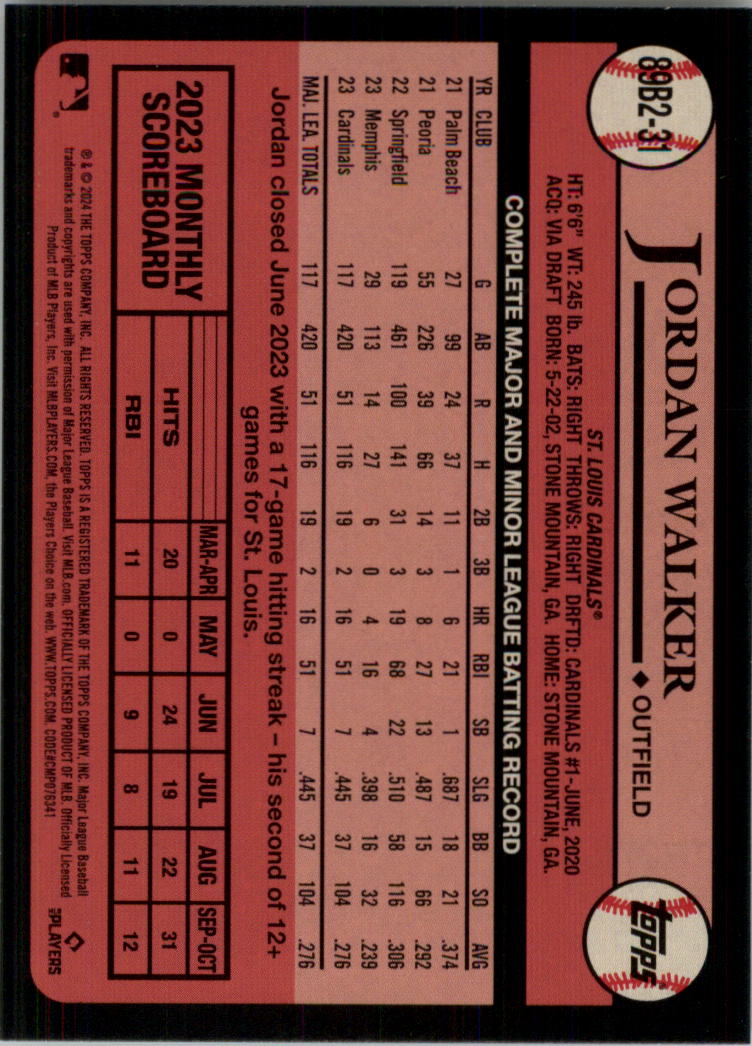 89B2-31
JORDAN WALKER
◆ OUTFIELD
topps®
ST. LOUIS CARDINALS®
HT: 6'6" WT: 245 lb. BATS: RIGHT THROWS: RIGHT DRFTD: CARDINALS #1-JUNE, 2020
ACQ: VIA DRAFT BORN: 5-22-02, STONE MOUNTAIN, GA. HOME: STONE MOUNTAIN, GA.
COMPLETE MAJOR AND MINOR LEAGUE BATTING RECORD
YR CLUB G AB R H 2B 3B HR RBI SB SLG BB SO AVG
21 Palm Beach 27 99 24 37 11 1 6 21 1 .687 18 21 .374
21 Peoria 55 226 39 66 14 3 8 27 13 .487 15 66 .292
22 Springfield 119 461 100 141 31 3 19 68 22 .510 58 116 .306
23 Memphis 29 113 14 27 6 0 4 16 4 .398 16 32 .239
23 Cardinals 117 420 51 116 19 2 16 51 7 .445 37 104 .276
MAJ. LEA. TOTALS 117 420 51 116 19 2 16 51 7 .445 37 104 .276
Jordan closed June 2023 with a 17-game hitting streak – his second of 12+
games for St. Louis.
2023 MONTHLY
SCOREBOARD
MAR-APR MAY JUN JUL AUG SEP-OCT
HITS 20 0 24 19 22 31
RBI 11 0 9 8 11 12
® & © 2024 THE TOPPS COMPANY, INC. ALL RIGHTS RESERVED. TOPPS IS A REGISTERED TRADEMARK OF THE TOPPS COMPANY, INC. Major League Baseball
trademarks and copyrights are used with permission of Major League Baseball. Visit MLB.com. OFFICIALLY LICENSED PRODUCT OF MLB. Officially Licensed
Product of MLB Players, Inc. Visit MLBPLAYERS.COM, the Players Choice on the web. WWW.TOPPS.COM. CODE#CMP076341
PLAYERS